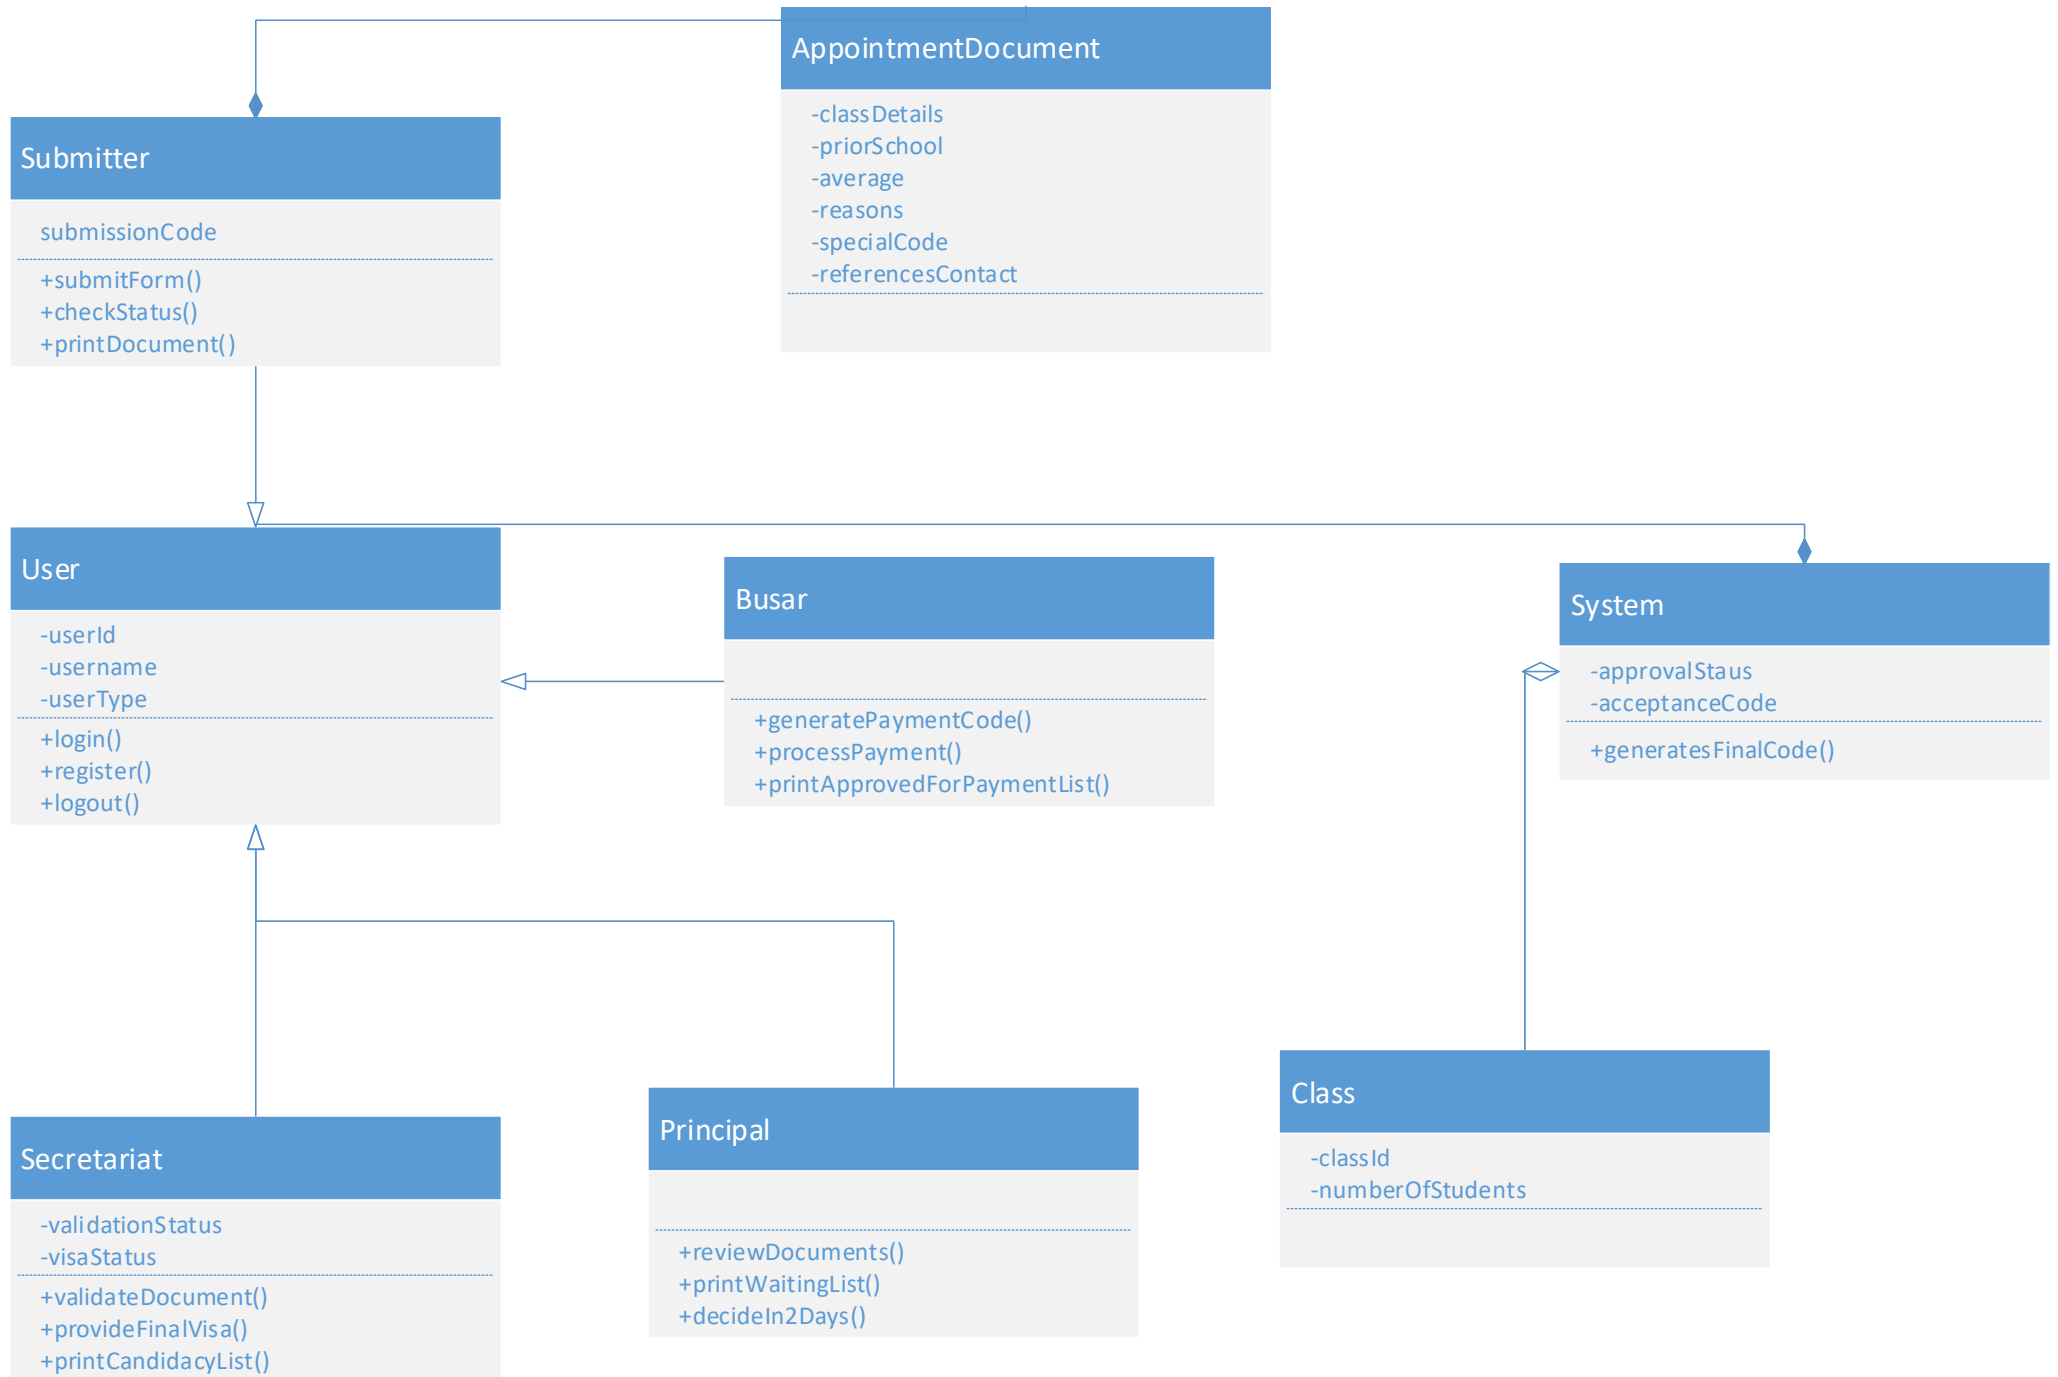 AppointmentDocument
-classDetails
-priorSchool
-average
-reasons
-specialCode
-referencesContact
Submitter
submissionCode
+submitForm()
+checkStatus()
+printDocument()
User
-userId
-username
-userType
+login()
+register()
+logout()
Busar
+generatePaymentCode()
+processPayment()
+printApprovedForPaymentList()
System
-approvalStaus
-acceptanceCode
+generatesFinalCode()
Secretariat
-validationStatus
-visaStatus
+validateDocument()
+provideFinalVisa()
+printCandidacyList()
Principal
+reviewDocuments()
+printWaitingList()
+decideIn2Days()
Class
-classId
-numberOfStudents